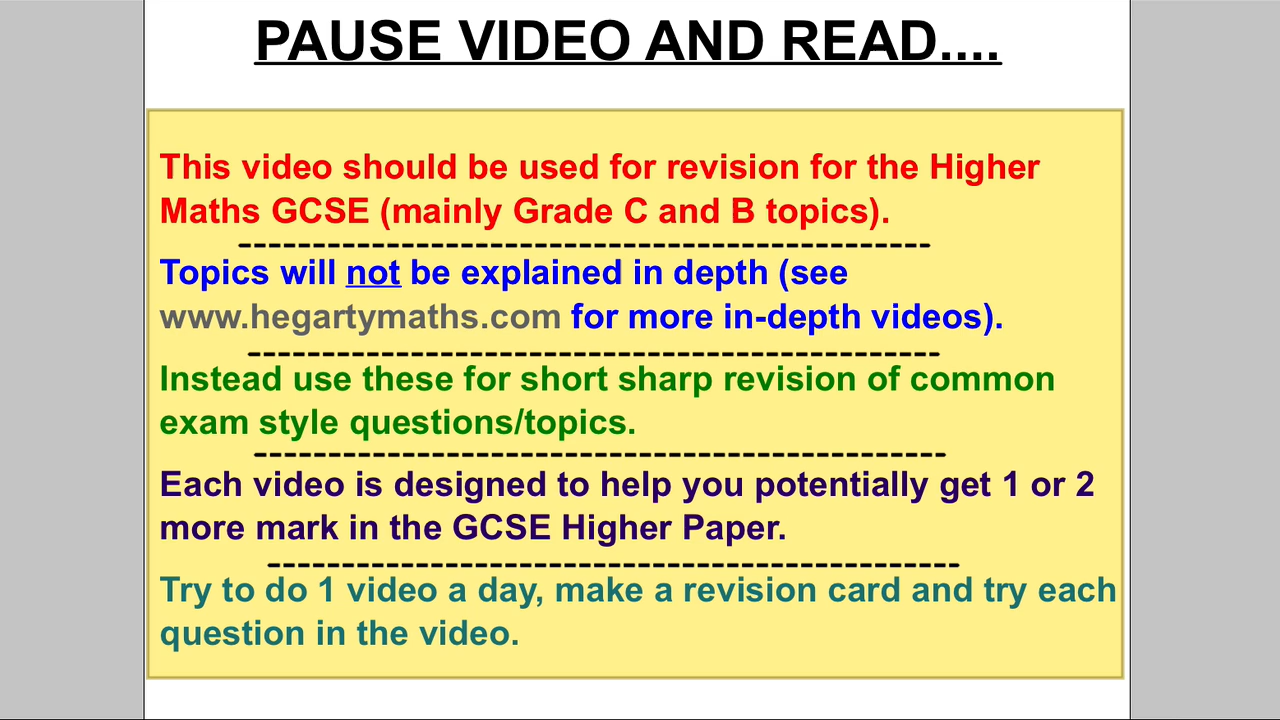 PAUSE VIDEO AND READ....
This video should be used for revision for the Higher
Maths GCSE (mainly Grade C and B topics).
Topics will not be explained in depth (see
www.hegartymaths.com for more in-depth videos).
Instead use these for short sharp revision of common
exam style questions/topics.
Each video is designed to help you potentially get 1 or 2
more mark in the GCSE Higher Paper.
Try to do 1 video a day, make a revision card and try each
question in the video.